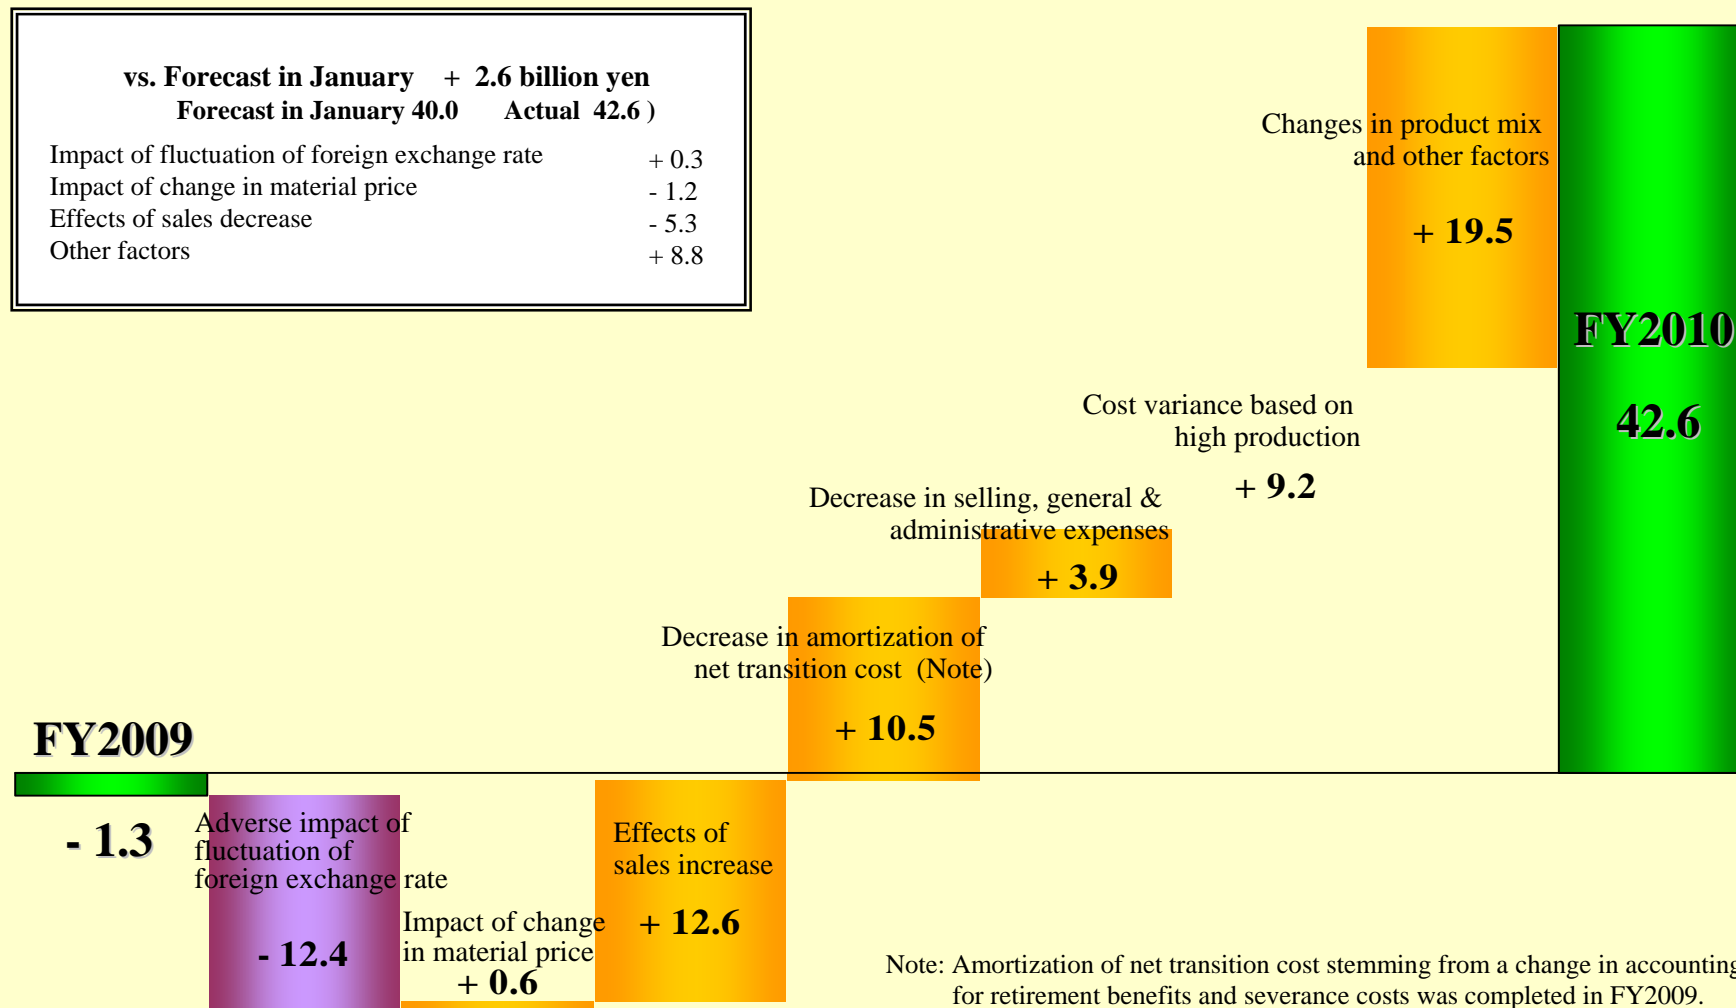 vs. Forecast in January + 2.6 billion yen
Forecast in January 40.0 Actual 42.6 )
Impact of fluctuation of foreign exchange rate + 0.3
Impact of change in material price - 1.2
Effects of sales decrease - 5.3
Other factors + 8.8
Changes in product mix
and other factors
+ 19.5
FY2010
42.6
Cost variance based on
high production
+ 9.2
Decrease in selling, general &
administrative expenses
+ 3.9
Decrease in amortization of
net transition cost (Note)
+ 10.5
FY2009
- 1.3
Adverse impact of
fluctuation of
foreign exchange rate
- 12.4
Impact of change
in material price
+ 0.6
Effects of
sales increase
+ 12.6
Note: Amortization of net transition cost stemming from a change in accounting
for retirement benefits and severance costs was completed in FY2009.